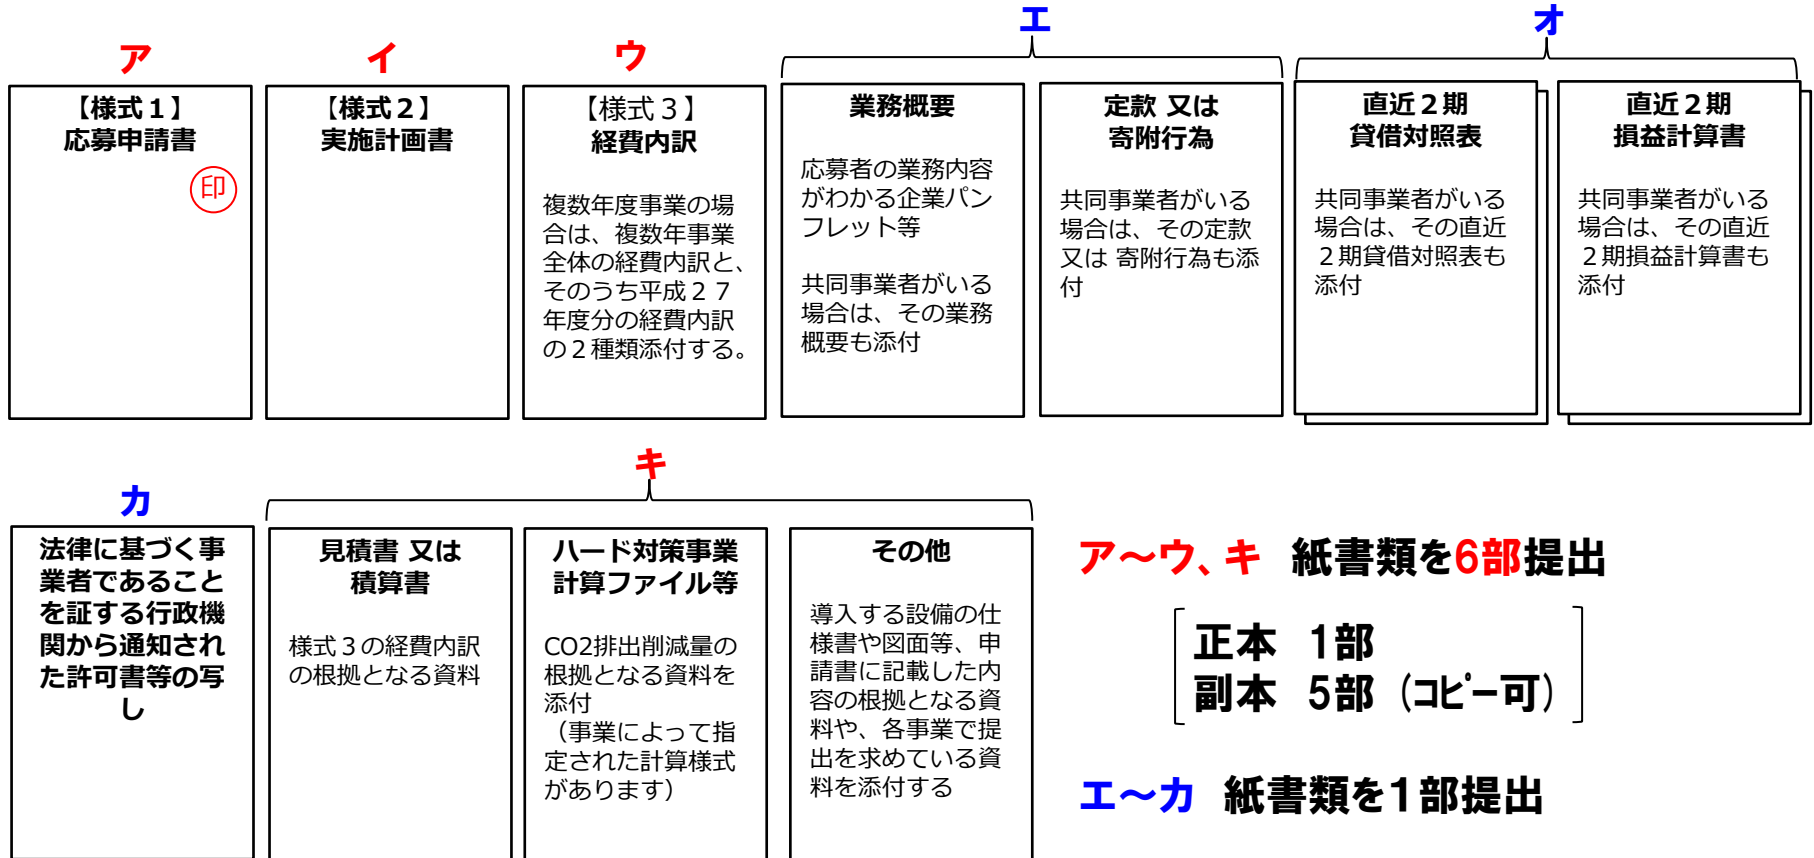 ア
【様式１】
応募申請書
印
イ
【様式２】
実施計画書
ウ
【様式３】
経費内訳
複数年度事業の場
合は、複数年事業
全体の経費内訳と、
そのうち平成２７
年度分の経費内訳
の２種類添付する。
エ
業務概要
応募者の業務内容
がわかる企業パン
フレット等
共同事業者がいる
場合は、その業務
概要も添付
定款 又は
寄附行為
共同事業者がいる
場合は、その定款
又は 寄附行為も添
付
オ
直近２期
貸借対照表
共同事業者がいる
場合は、その直近
２期貸借対照表も
添付
直近２期
損益計算書
共同事業者がいる
場合は、その直近
２期損益計算書も
添付
カ
法律に基づく事
業者であること
を証する行政機
関から通知され
た許可書等の写
し
キ
見積書 又は
積算書
様式３の経費内訳
の根拠となる資料
ハード対策事業
計算ファイル等
CO2排出削減量の
根拠となる資料を
添付
（事業によって指
定された計算様式
があります）
その他
導入する設備の仕
様書や図面等、申
請書に記載した内
容の根拠となる資
料や、各事業で提
出を求めている資
料を添付する
ア～ウ、キ 紙書類を6部提出
正本 1部
副本 5部（ｺﾋﾟｰ可）
エ～カ 紙書類を1部提出